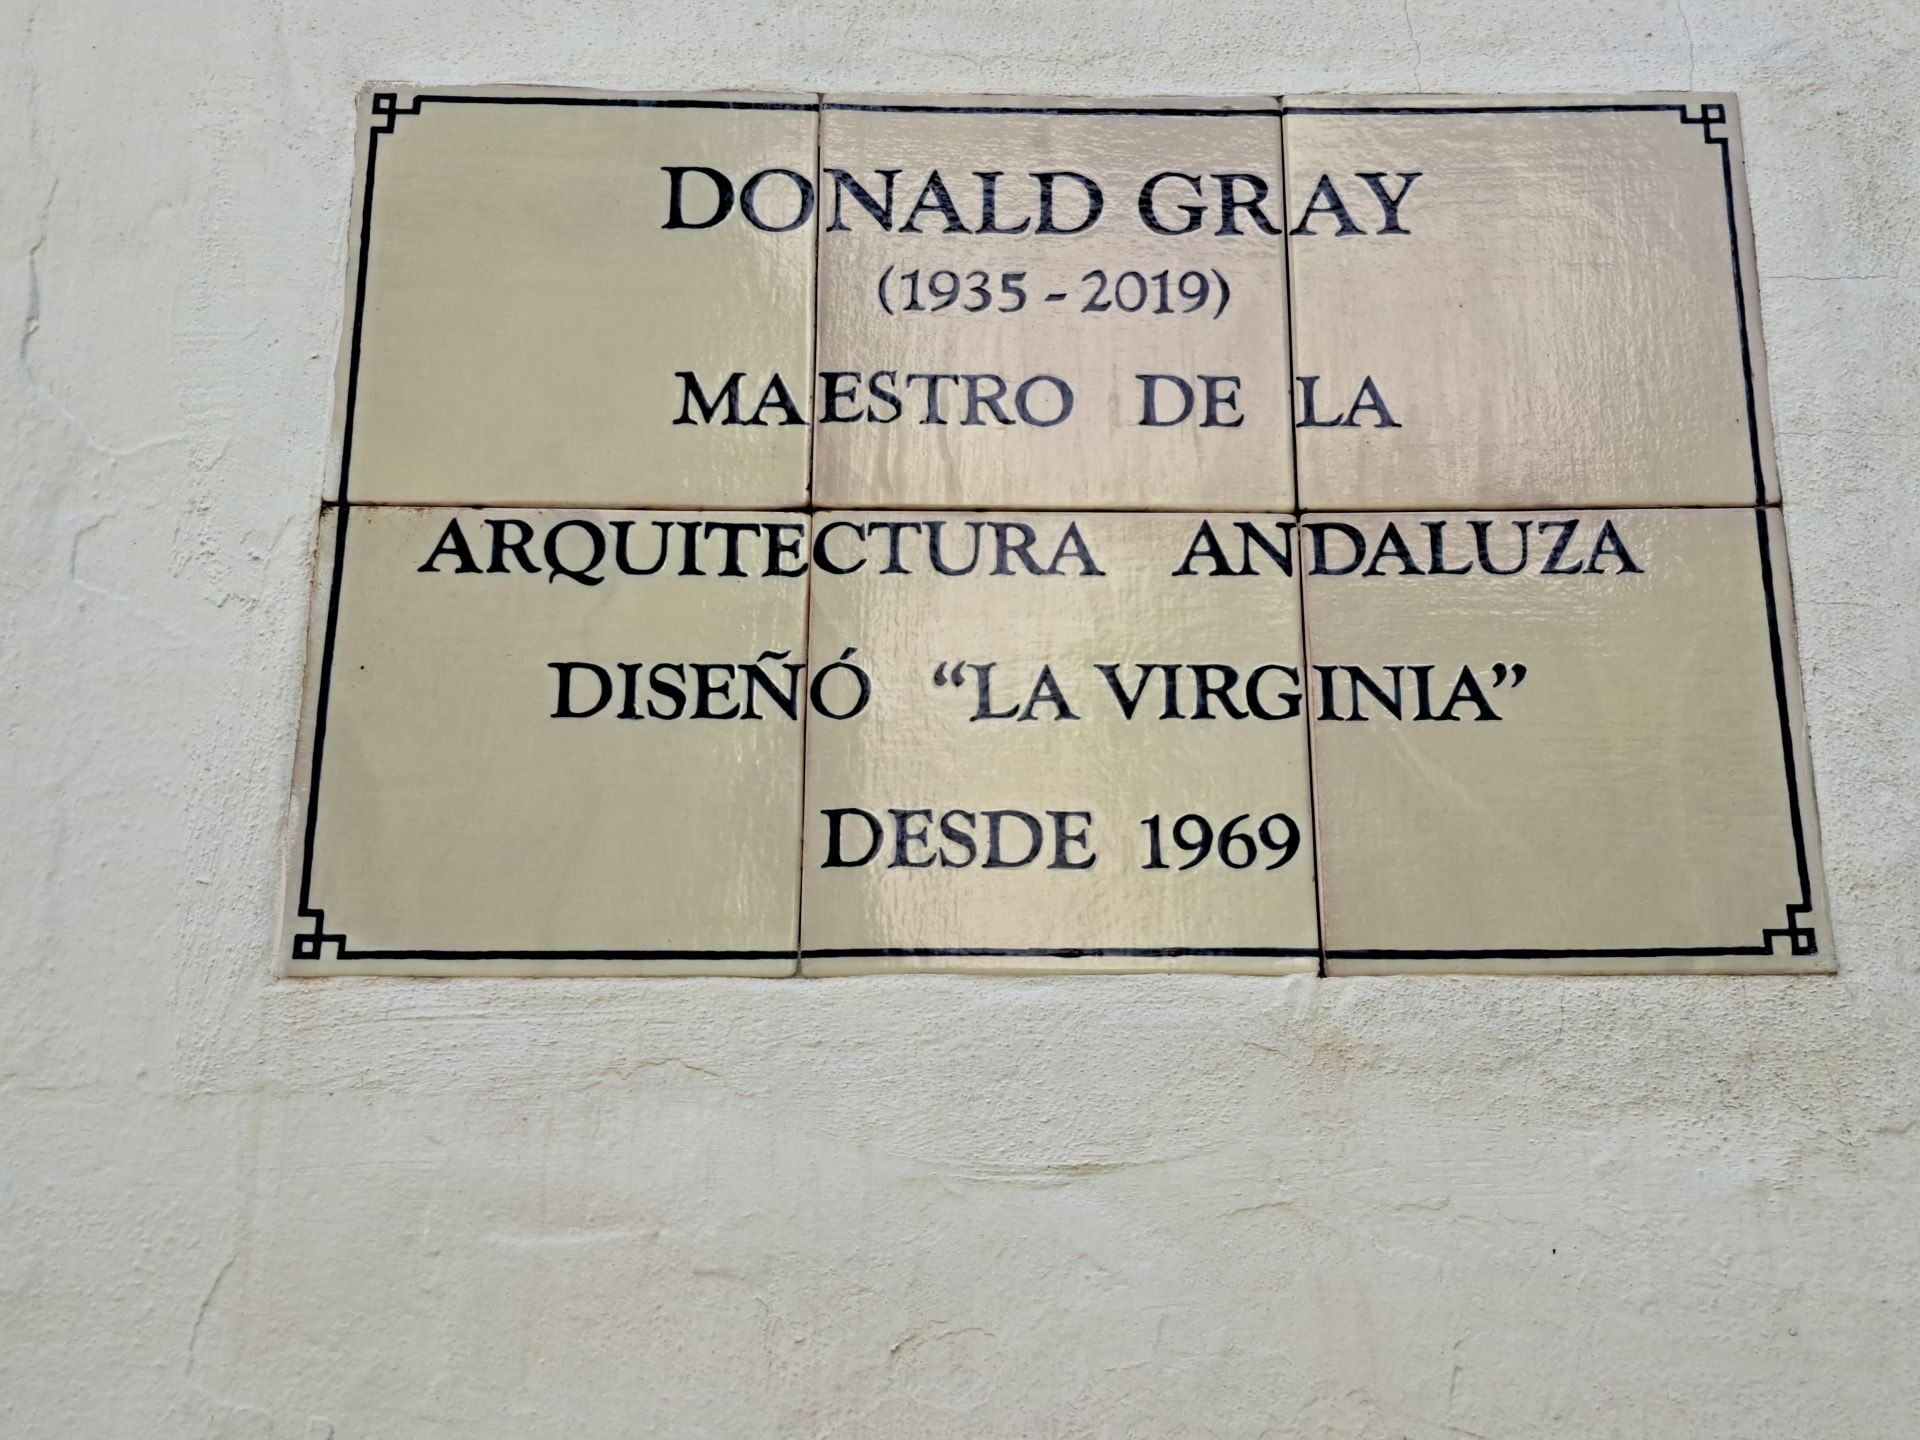 DONALD GRAY
(1935 - 2019)
MAESTRO DE LA
ARQUITECTURA ANDALUZA
DISEÑÓ “LA VIRGINIA”
DESDE 1969